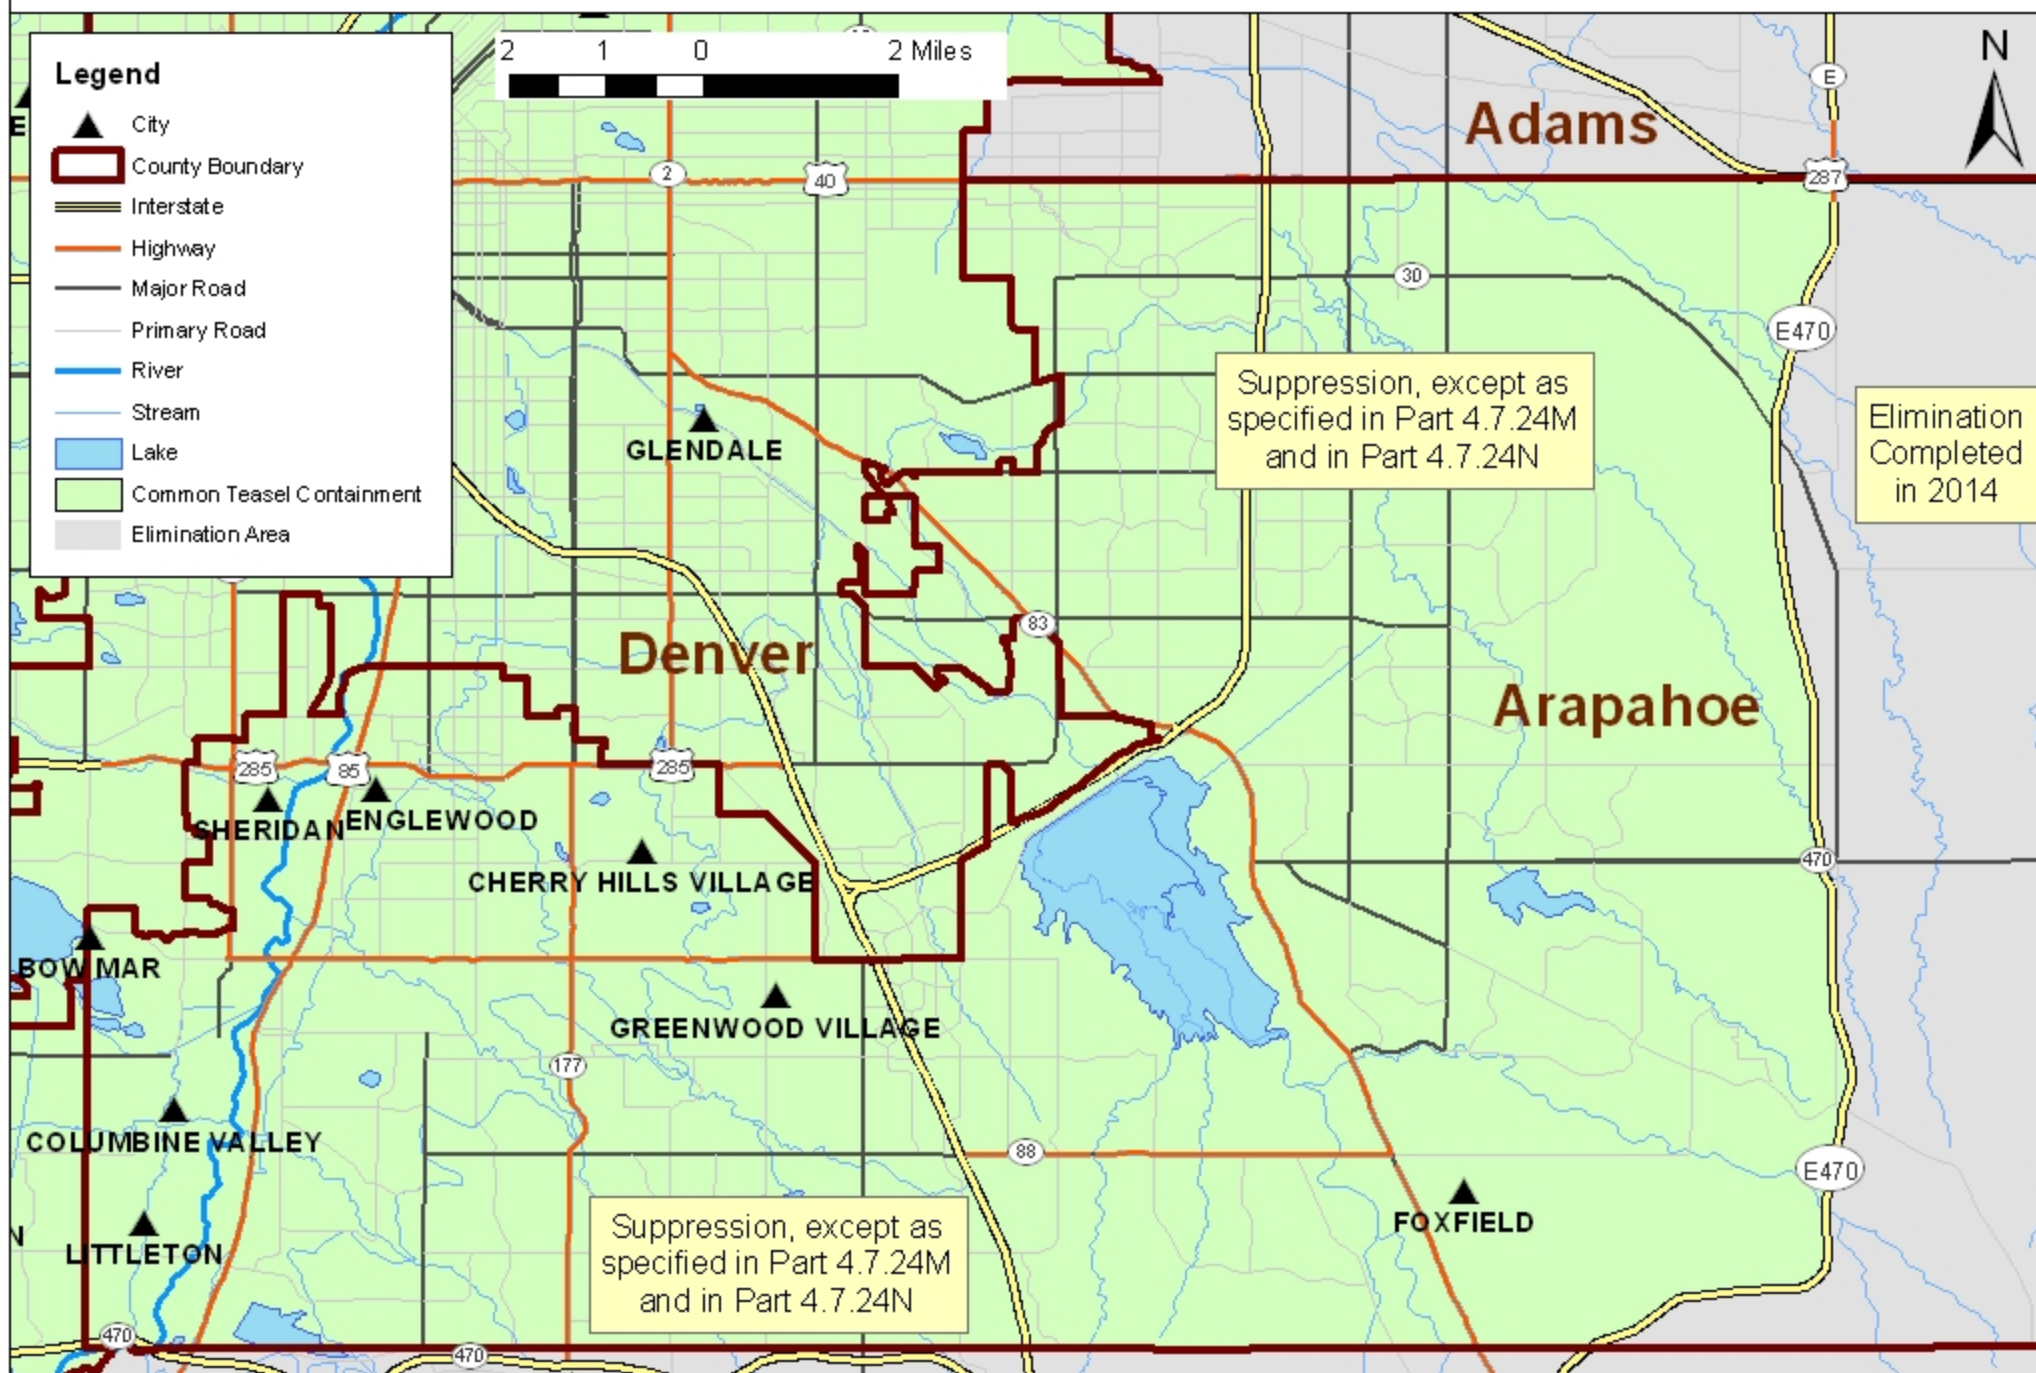 Legend
City
County Boundary
Interstate
Highway
Major Road
Primary Road
River
Stream
Lake
Common Teasel Containment
Elimination Area
2 1 0 2 Miles
N
Adams
E
2
40
287
30
E470
E
GLENDALE
Suppression, except as
specified in Part 4.7.24M
and in Part 4.7.24N
Elimination
Completed
in 2014
83
Denver
Arapahoe
285
85
285
SHERIDAN
ENGLEWOOD
CHERRY HILLS VILLAGE
470
BOW MAR
GREENWOOD VILLAGE
177
COLUMBINE VALLEY
88
E470
FOXFIELD
N
LITTLETON
Suppression, except as
specified in Part 4.7.24M
and in Part 4.7.24N
470
470